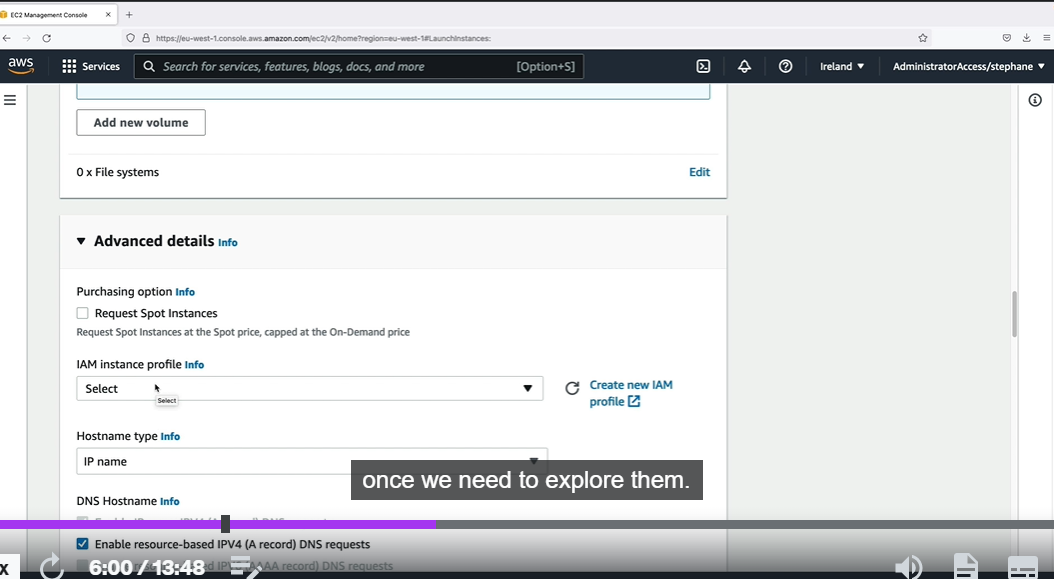 EC2 Management Console
https://eu-west-1.console.aws.amazon.com/ec2/v2/home?region=eu-west-1#LaunchInstances:
aws Services Search for services, features, blogs, docs, and more [Option+S] Ireland AdministratorAccess/stephane
Add new volume
0 x File systems Edit
Advanced details Info
Purchasing option Info
Request Spot Instances
Request Spot Instances at the Spot price, capped at the On-Demand price
IAM instance profile Info
Select
Select
Create new IAM
profile
Hostname type Info
IP name
once we need to explore them.
DNS Hostname Info
Enable resource-based IPV4 (A record) DNS requests
6:00 / 13:48
x
(AAAA record) DNS requests